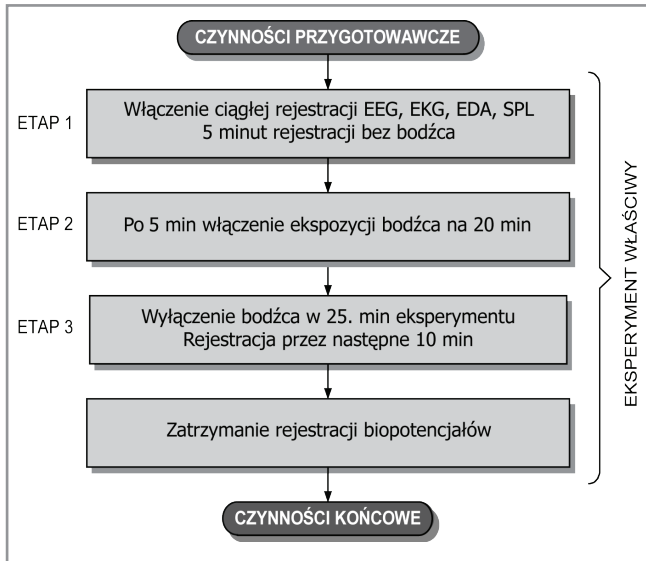 CZYNNOŚCI PRZYGOTOWAWCZE
ETAP 1
Włączenie ciągłej rejestracji EEG, EKG, EDA, SPL
5 minut rejestracji bez bodźca
ETAP 2
Po 5 min włączenie ekspozycji bodźca na 20 min
ETAP 3
Wyłączenie bodźca w 25. min eksperymentu
Rejestracja przez następne 10 min
Zatrzymanie rejestracji biopotencjałów
CZYNNOŚCI KOŃCOWE
EKSPERYMENT WŁAŚCIWY